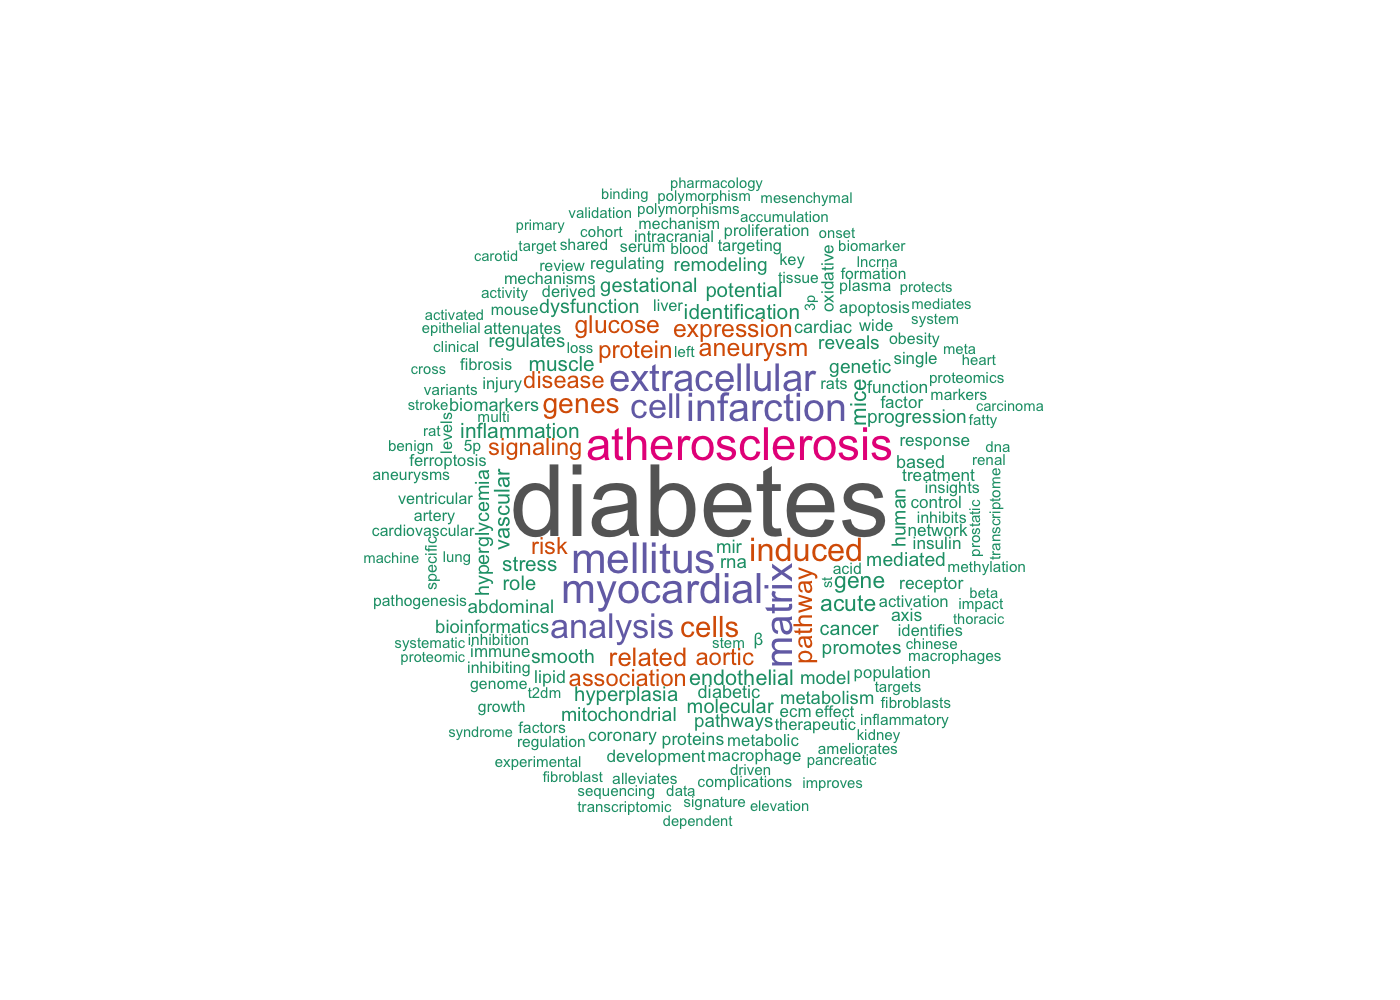 pharmacology
binding polymorphism mesenchymal
validation polymorphisms accumulation
primary cohort mechanism proliferation onset
target shared intracranial targeting biomarker
carotid serum blood oxidative lncrna
review regulating remodeling key formation
mechanisms gestational tissue plasma protects
activity derived potential 3p
activated mouse dysfunction liver identification apoptosis mediates
epithelial attenuates glucose expression cardiac wide system
clinical regulates loss protein left aneurysm reveals obesity meta
cross fibrosis muscle genetic single heart
variants injury disease extracellular rats function proteomics
stroke biomarkers genes cell infarction mice factor markers carcinoma
multi progression fatty
rat levels inflammation
benign 5p signaling atherosclerosis response dna
ferroptosis based renal
aneurysms treatment
ventricular hyperglycemia vascular diabetes human insights transcriptome
artery control prostatic
cardiovascular inhibits
network
machine specific lung risk mellitus mir induced insulin
stress rna mediated methylation
role myocardial matrix pathway acid st gene receptor
pathogenesis abdominal acute activation beta impact
axis thoracic
bioinformatics analysis cells cancer identifies
systematic inhibition stem β promotes chinese
proteomic immune smooth related aortic macrophages
inhibiting lipid association endothelial model population
genome t2dm hyperplasia diabetic metabolism targets
growth molecular fibroblasts
mitochondrial pathways ecm effect inflammatory
syndrome factors therapeutic
regulation coronary proteins metabolic kidney
experimental development macrophage ameliorates
driven pancreatic
fibroblast alleviates complications improves
sequencing data
transcriptomic signature elevation
dependent